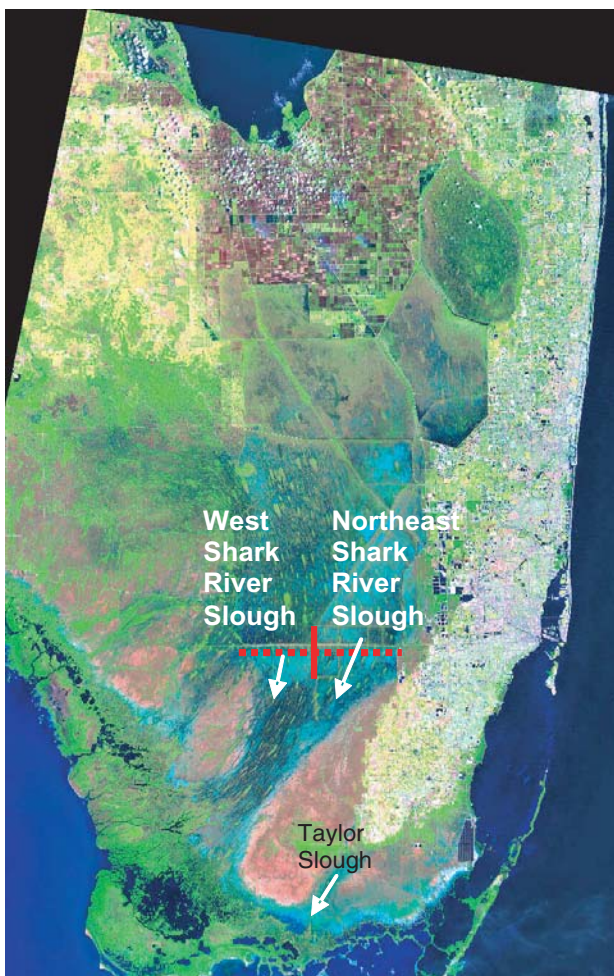 West
Shark
River
Slough
Northeast
Shark
River
Slough
Taylor
Slough